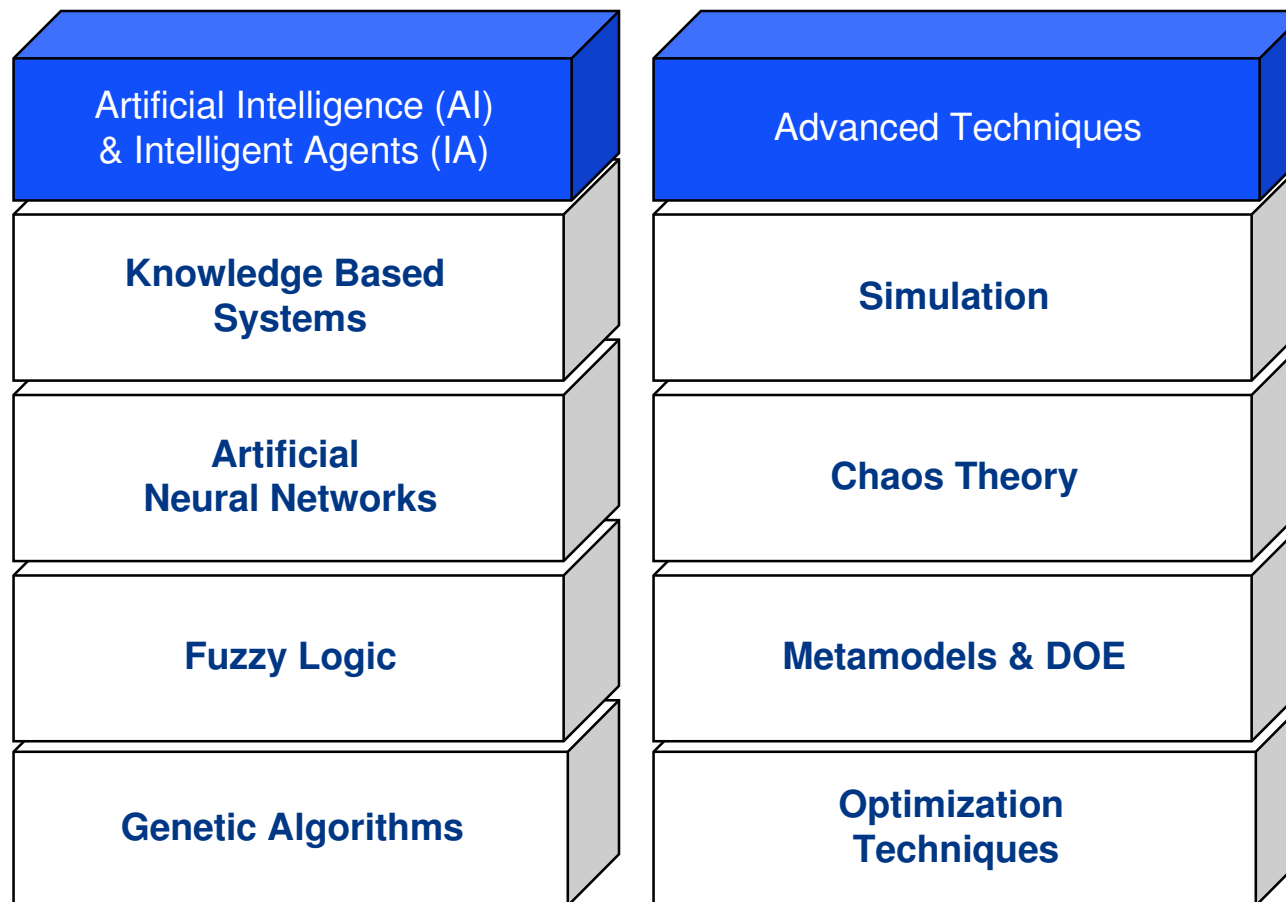 Artificial Intelligence (AI)
& Intelligent Agents (IA)
Knowledge Based
Systems
Artificial
Neural Networks
Fuzzy Logic
Genetic Algorithms
Advanced Techniques
Simulation
Chaos Theory
Metamodels & DOE
Optimization
Techniques